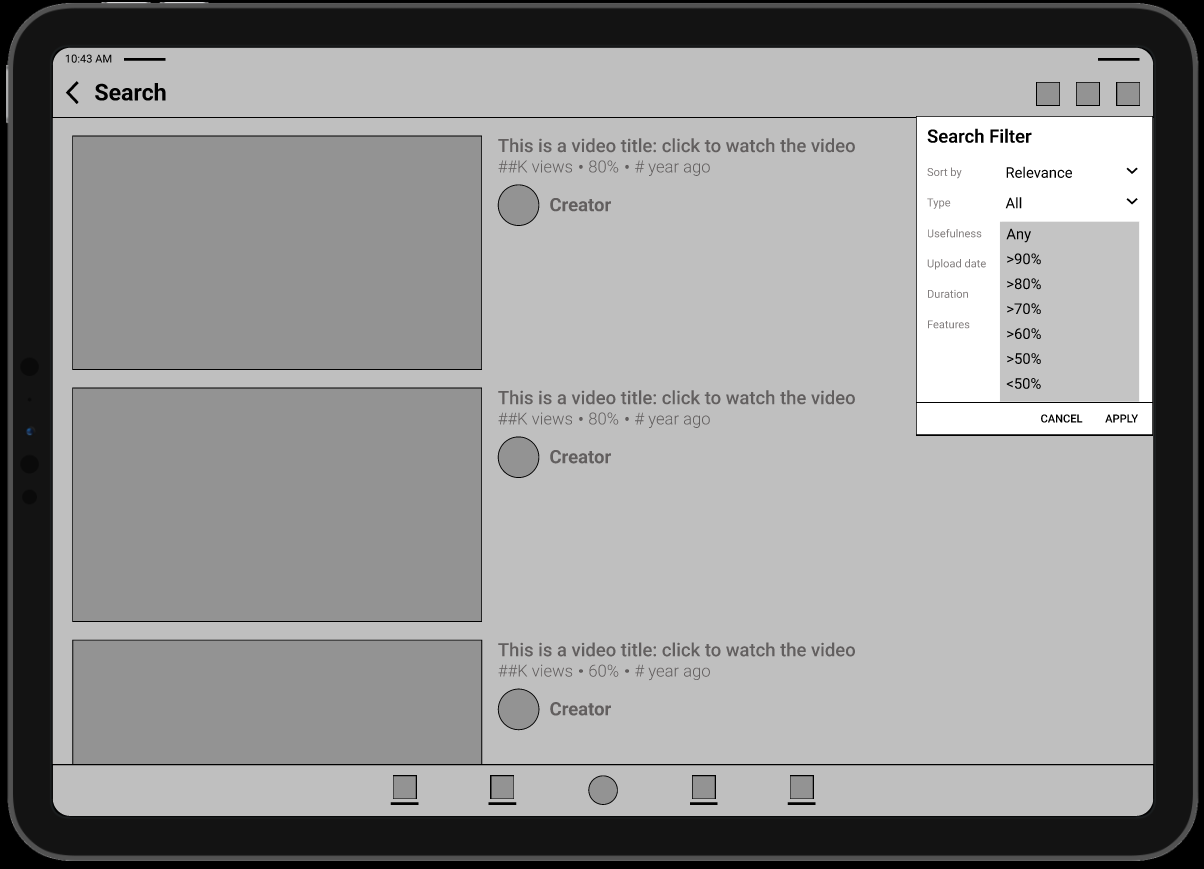 10:43 AM
Search
This is a video title: click to watch the video
##K views • 80% • # year ago
Creator
This is a video title: click to watch the video
##K views • 80% • # year ago
Creator
This is a video title: click to watch the video
##K views • 60% • # year ago
Creator
Search Filter
Sort by Relevance
Type All
Usefulness Any
>90%
Upload date
>80%
Duration
>70%
Features
>60%
>50%
<50%
CANCEL APPLY